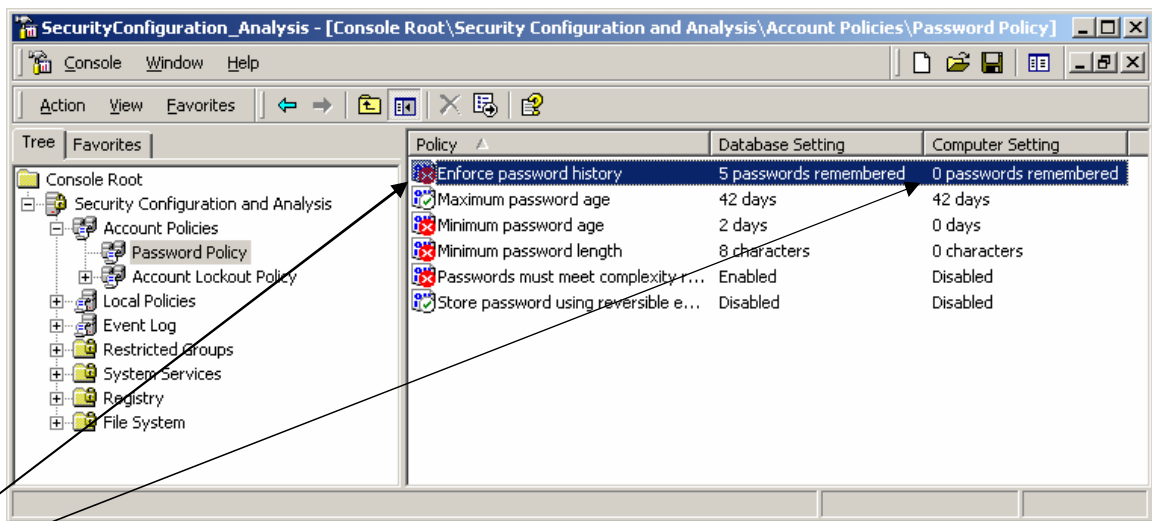 SecurityConfiguration_Analysis - [Console Root\Security Configuration and Analysis\Account Policies\Password Policy]
Console Window Help
Action View Favorites
Tree Favorites
Policy Database Setting Computer Setting
Console Root
Security Configuration and Analysis
Account Policies
Password Policy
Account Lockout Policy
Local Policies
Event Log
Restricted Groups
System Services
Registry
File System
Enforce password history 5 passwords remembered 0 passwords remembered
Maximum password age 42 days 42 days
Minimum password age 2 days 0 days
Minimum password length 8 characters 0 characters
Passwords must meet complexity r... Enabled Disabled
Store password using reversible e... Disabled Disabled